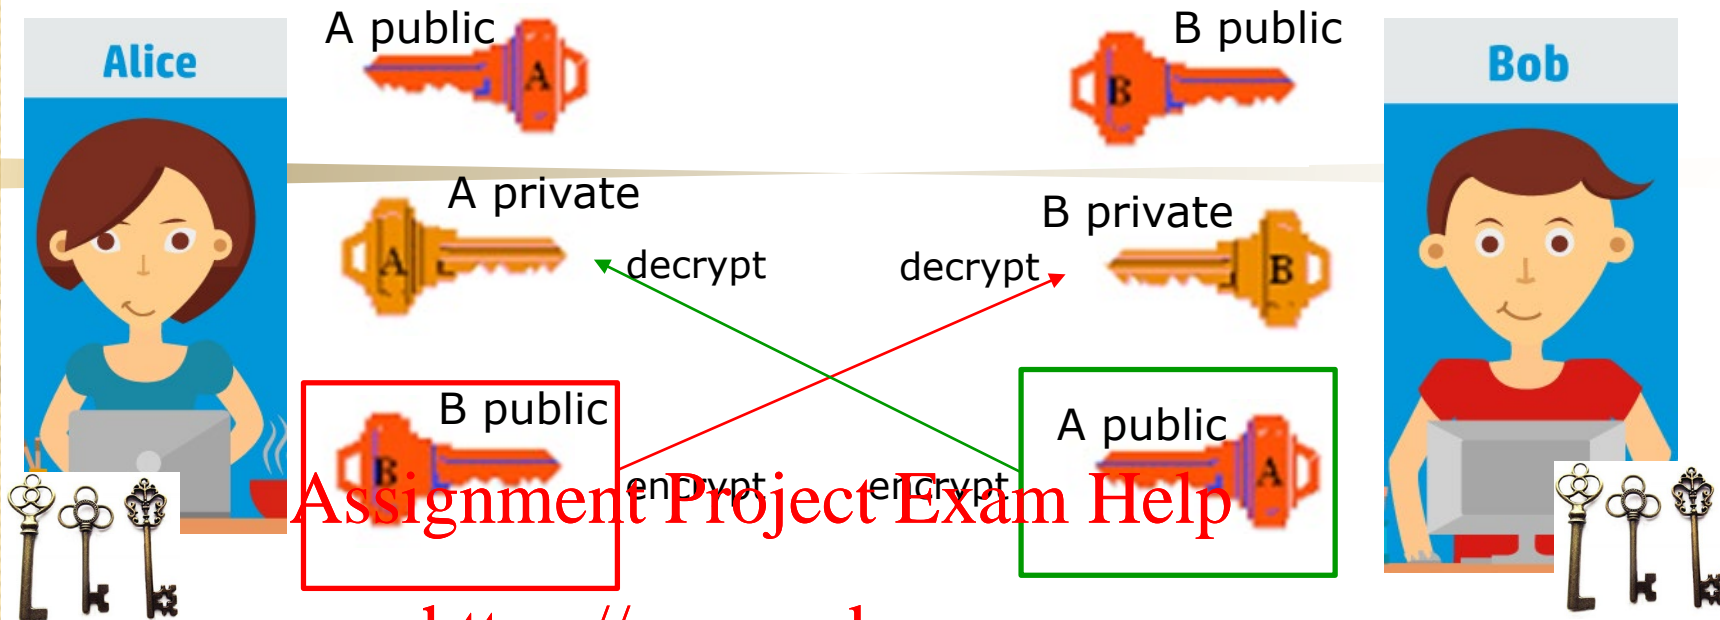 Alice
A public
A
B public
B
Bob
A private
A
B private
B
decrypt
decrypt
B public
B
A public
A
encrypt
encrypt
Assignment Project Exam Help